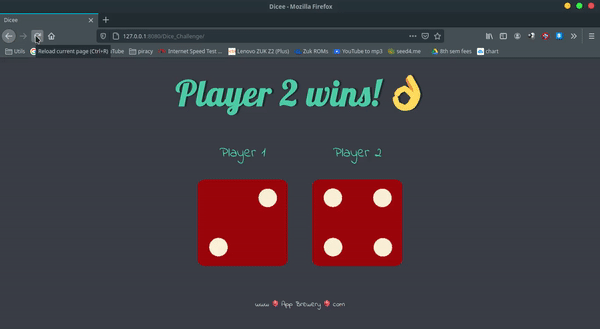 Dicee - Mozilla Firefox
Dicee
127.0.0.1:8080/Dice_Challenge/
Reload current page (Ctrl+R)
Utils
piracy
Internet Speed Test ...
Lenovo ZUK Z2 (Plus)
Zuk ROMs
YouTube to mp3
seed4.me
8th sem fees
chart
Player 2 wins! 👌
Player 1
Player 2
www 🎲 App Brewery 🎲 com